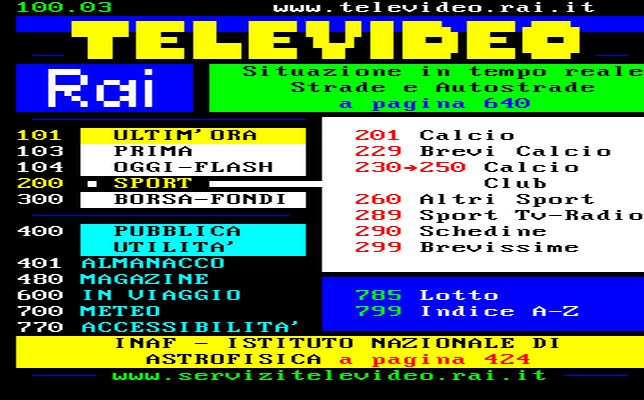 100.03 www.televideo.rai.it
TELEVIDEO
Rai
Situazione in tempo reale
Strade e Autostrade
a pagina 640
101 ULTIM'ORA
103 PRIMA
104 OGGI-FLASH
200 SPORT
300 BORSA-FONDI
400 PUBBLICA
UTILITA'
401 ALMANACCO
480 MAGAZINE
600 IN VIAGGIO
700 METEO
770 ACCESSIBILITA'
201 Calcio
229 Brevi Calcio
230→250 Calcio
Club
260 Altri Sport
289 Sport Tv-Radio
290 Schedine
299 Brevissime
785 Lotto
799 Indice A-Z
INAF - ISTITUTO NAZIONALE DI
ASTROFISICA a pagina 424
www.servizitelevideo.rai.it